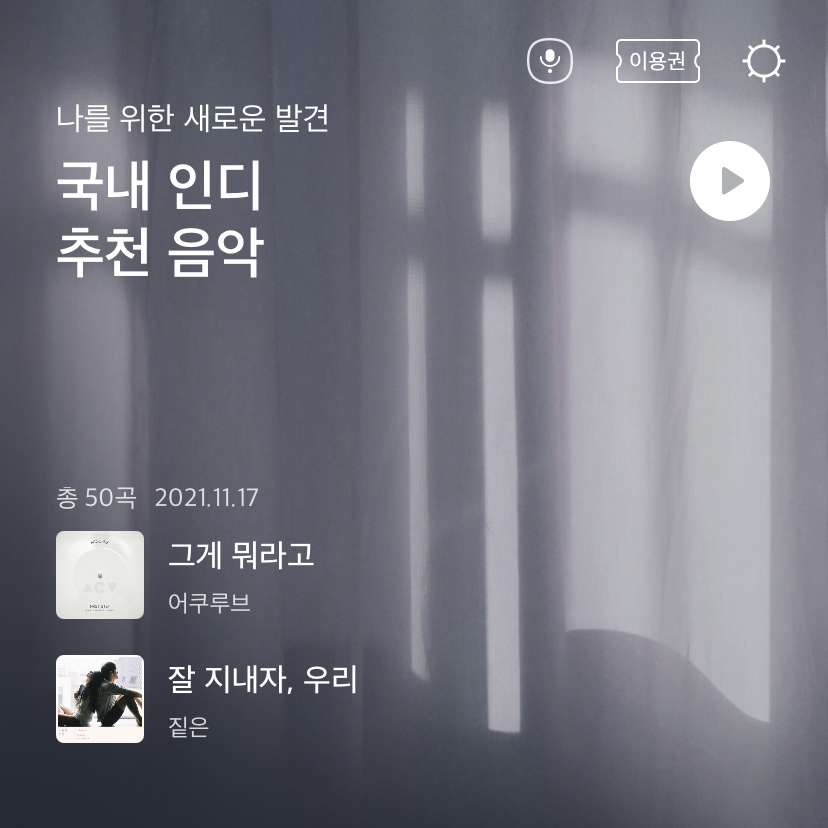 이용권
나를 위한 새로운 발견
국내 인디
추천 음악
총 50곡 2021.11.17
그게 뭐라고
어쿠루브
잘 지내자, 우리
짙은